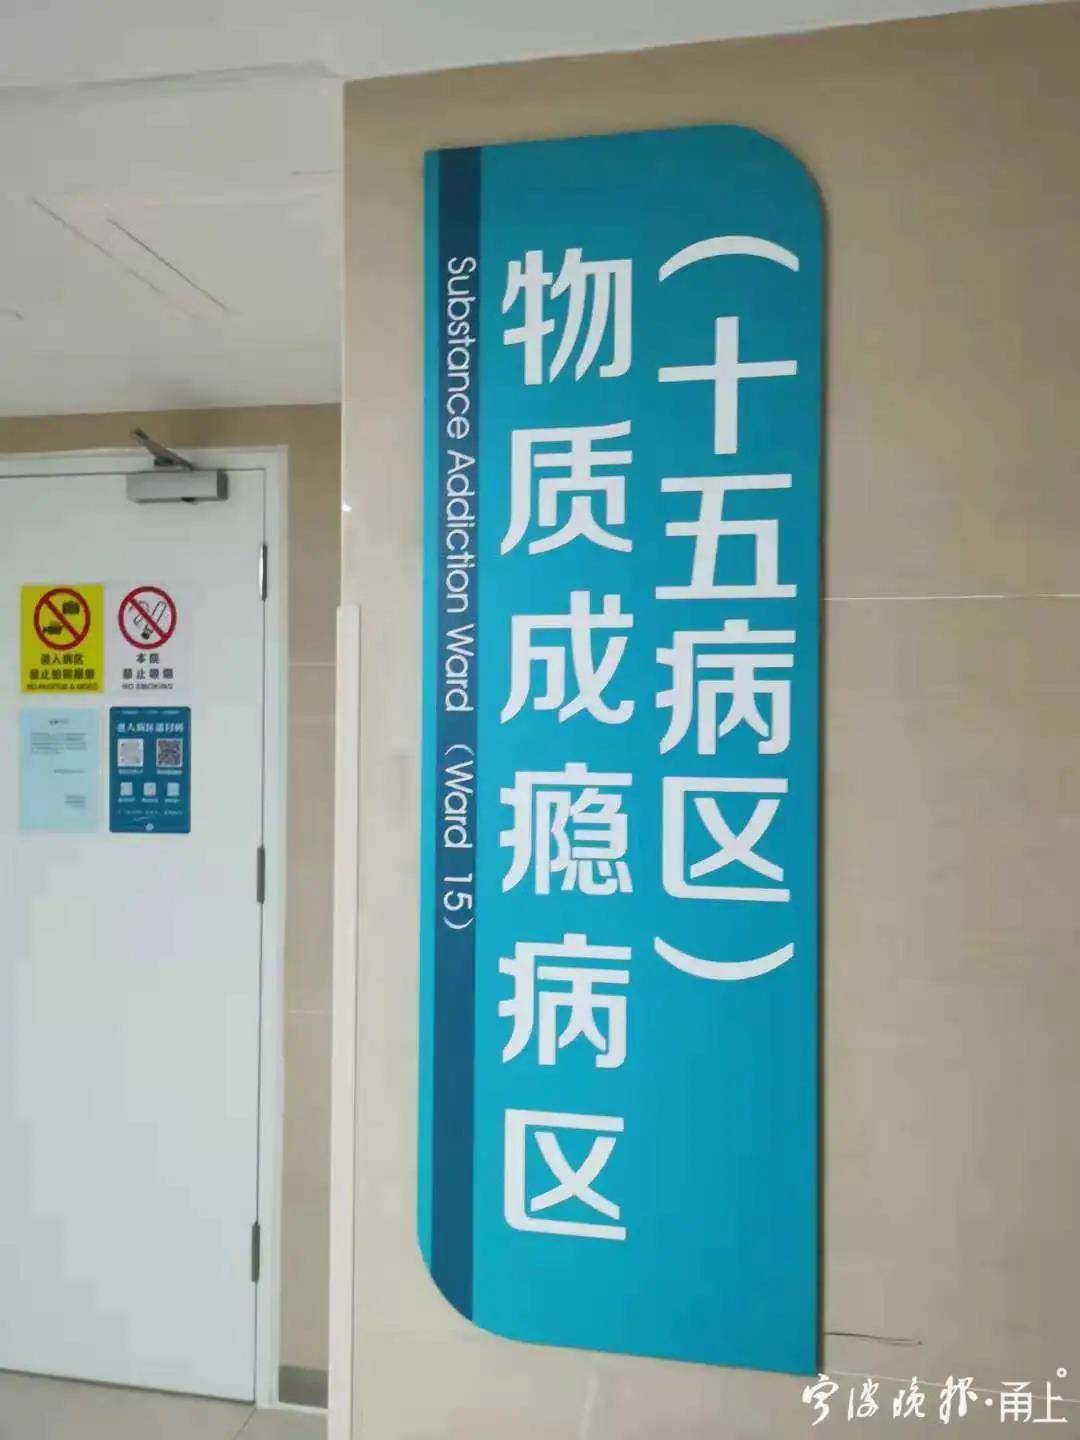 物质成瘾病区
(十五病区)
Substance Addiction Ward (Ward 15)
进入病区
禁止拍照摄像
NO PHOTOS & VIDEO
本院
禁止吸烟
NO SMOKING
进入病区请扫码
宁波晚报·甬上